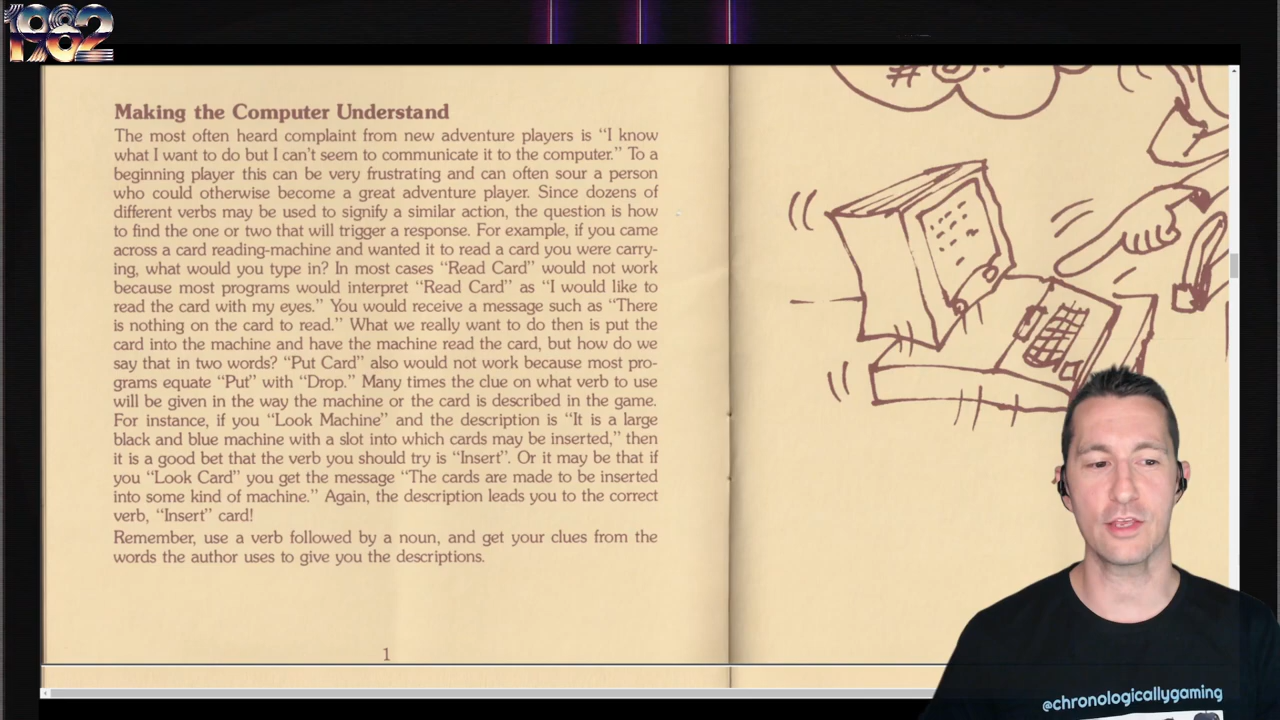 1982
1982
Making the Computer Understand
The most often heard complaint from new adventure players is “I know
what I want to do but I can’t seem to communicate it to the computer.” To a
beginning player this can be very frustrating and can often sour a person
who could otherwise become a great adventure player. Since dozens of
different verbs may be used to signify a similar action, the question is how
to find the one or two that will trigger a response. For example, if you came
across a card reading-machine and wanted it to read a card you were carry-
ing, what would you type in? In most cases “Read Card” would not work
because most programs would interpret “Read Card” as “I would like to
read the card with my eyes.” You would receive a message such as “There
is nothing on the card to read.” What we really want to do then is put the
card into the machine and have the machine read the card, but how do we
say that in two words? “Put Card” also would not work because most pro-
grams equate “Put” with “Drop.” Many times the clue on what verb to use
will be given in the way the machine or the card is described in the game.
For instance, if you “Look Machine” and the description is “It is a large
black and blue machine with a slot into which cards may be inserted,” then
it is a good bet that the verb you should try is “Insert”. Or it may be that if
you “Look Card” you get the message “The cards are made to be inserted
into some kind of machine.” Again, the description leads you to the correct
verb, “Insert” card!
Remember, use a verb followed by a noun, and get your clues from the
words the author uses to give you the descriptions.
1
@chronologicallygaming